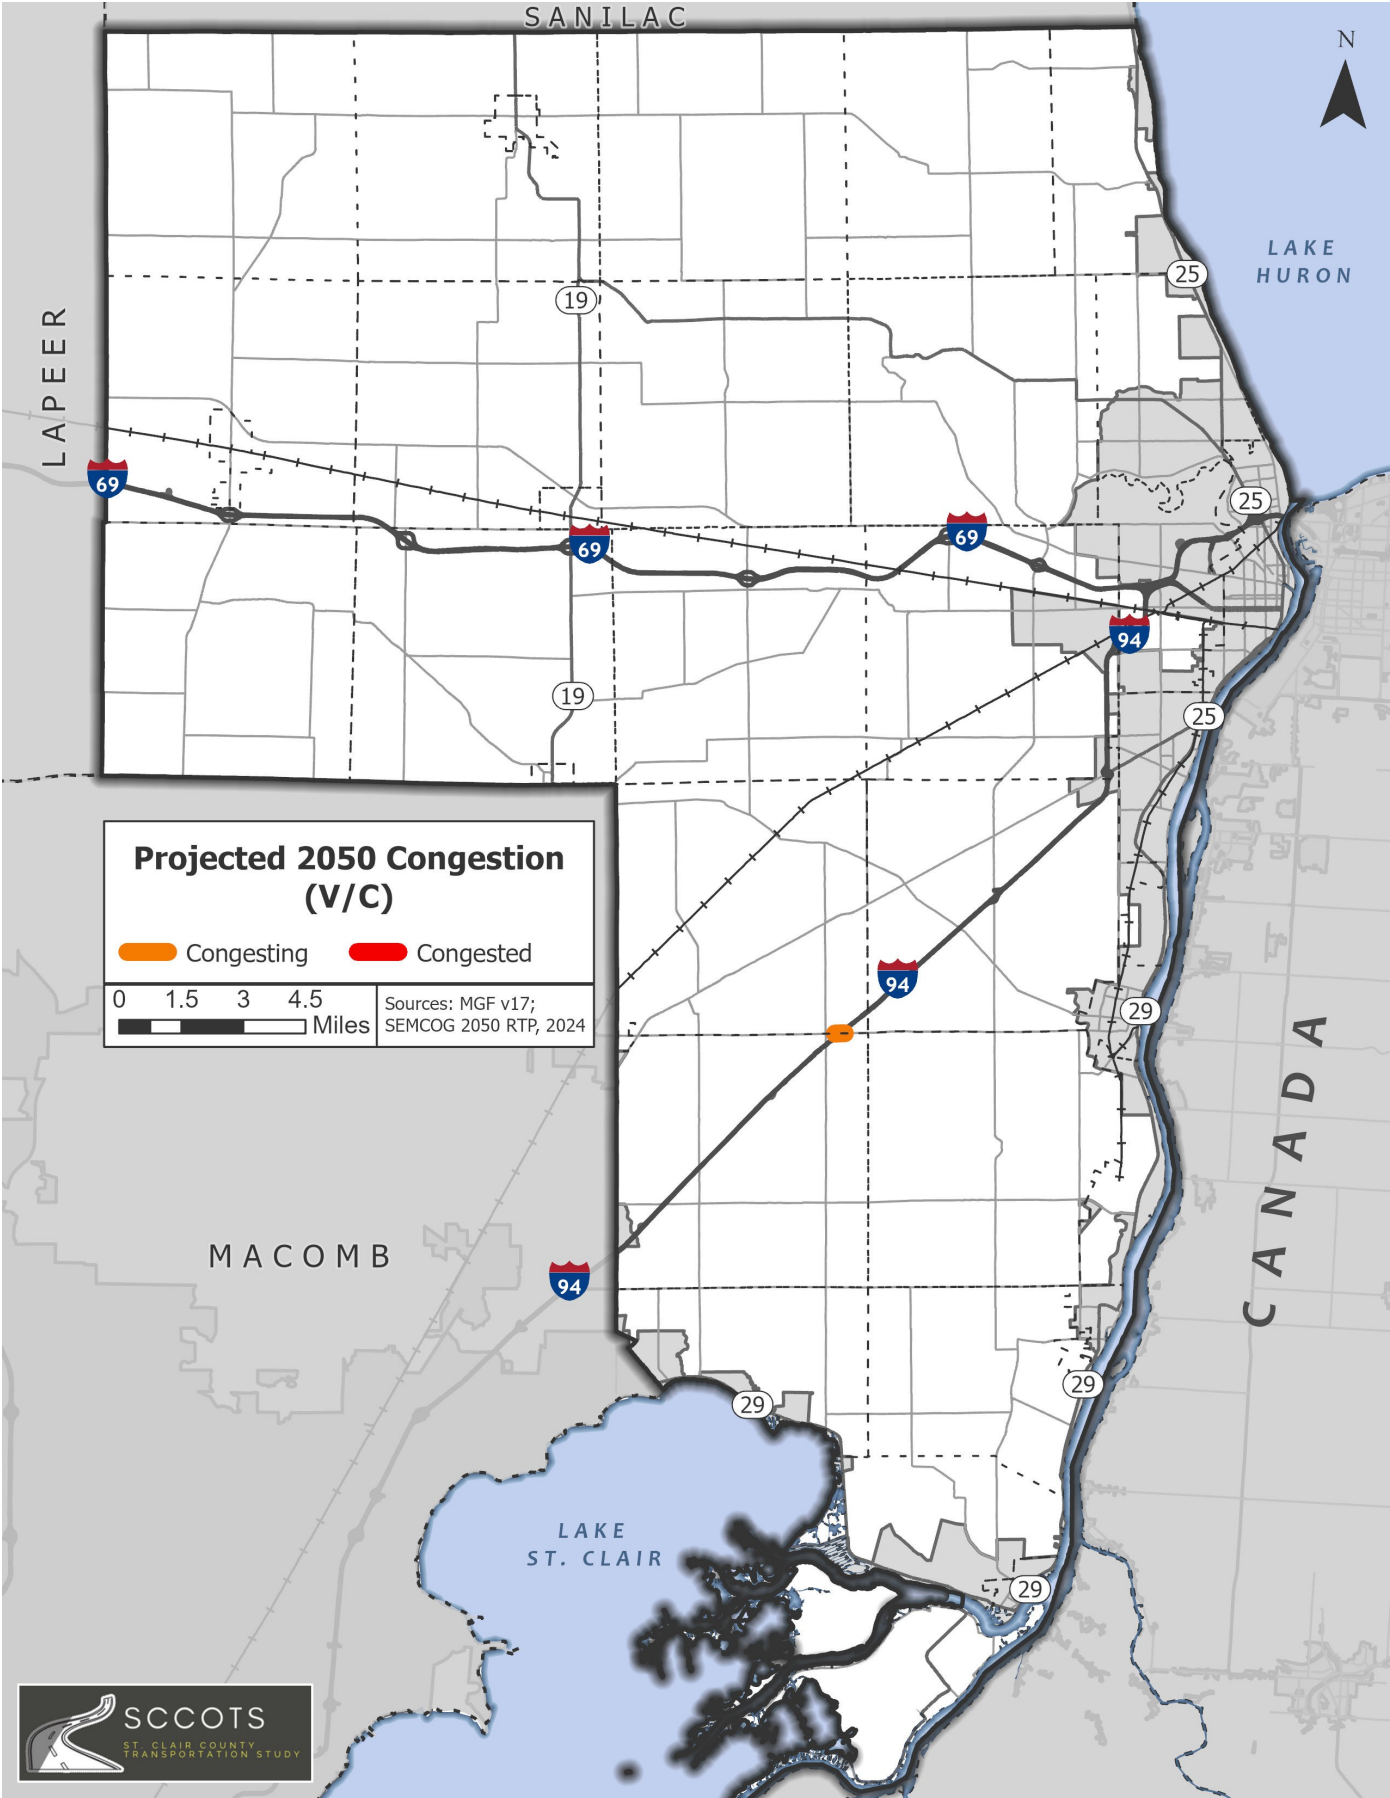 SANILAC
N
LAKE
HURON
25
19
LAPEER
69
25
69
69
94
19
25
Projected 2050 Congestion
(V/C)
Congesting
Congested
0 1.5 3 4.5
Miles
Sources: MGF v17;
SEMCOG 2050 RTP, 2024
94
29
CANADA
MACOMB
94
29
29
LAKE
ST. CLAIR
29
SCCOTS
ST. CLAIR COUNTY
TRANSPORTATION STUDY